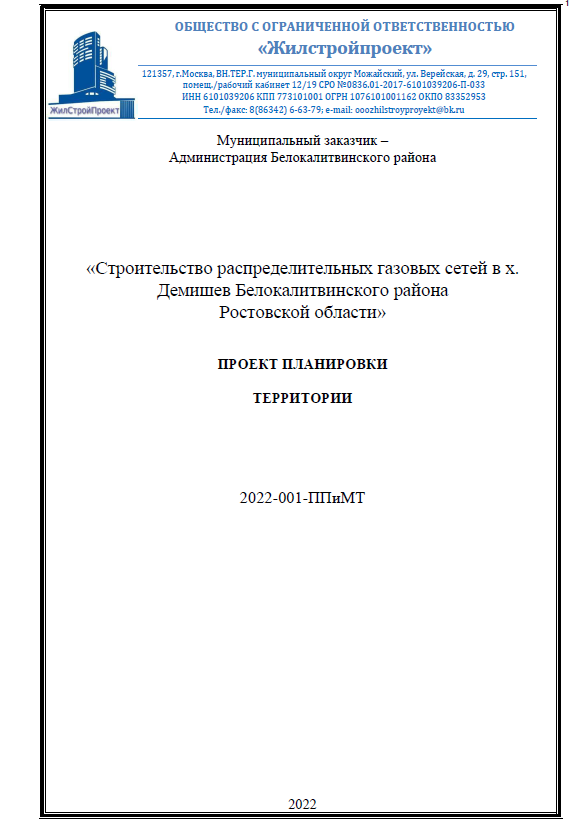 1
ОБЩЕСТВО С ОГРАНИЧЕННОЙ ОТВЕТСТВЕННОСТЬЮ
«Жилстройпроект»
121357, г.Москва, ВН.ТЕР.Г. муниципальный округ Можайский, ул. Верейская, д. 29, стр. 151,
помещ./рабочий кабинет 12/19 СРО №0836.01-2017-6101039206-П-033
ИНН 6101039206 КПП 773101001 ОГРН 1076101001162 ОКПО 83352953
Тел./факс: 8(86342) 6-63-79; e-mail: ooozhilstroyproyekt@bk.ru
ЖилСтройПроект
Муниципальный заказчик –
Администрация Белокалитвинского района
«Строительство распределительных газовых сетей в х.
Демишев Белокалитвинского района
Ростовской области»
ПРОЕКТ ПЛАНИРОВКИ
ТЕРРИТОРИИ
2022-001-ППиМТ
2022